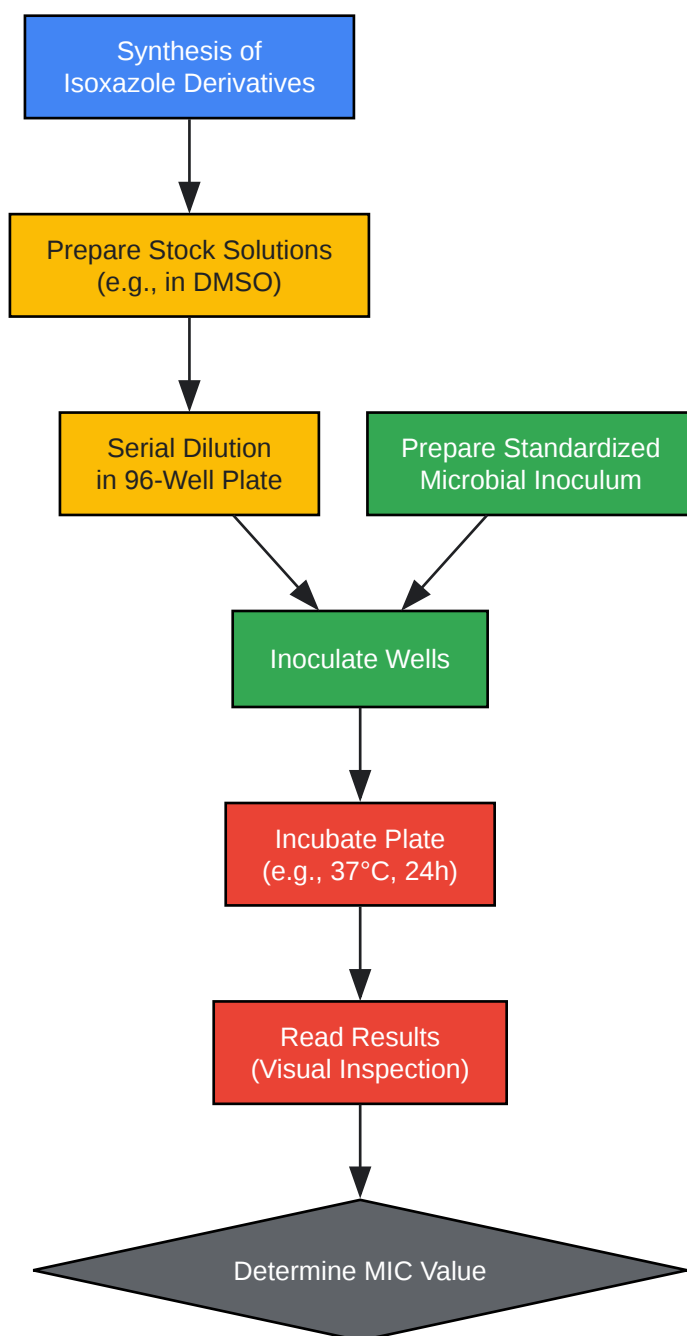 Synthesis of
Isoxazole Derivatives
Prepare Stock Solutions
(e.g., in DMSO)
Serial Dilution
in 96-Well Plate
Prepare Standardized
Microbial Inoculum
Inoculate Wells
Incubate Plate
(e.g., 37°C, 24h)
Read Results
(Visual Inspection)
Determine MIC Value